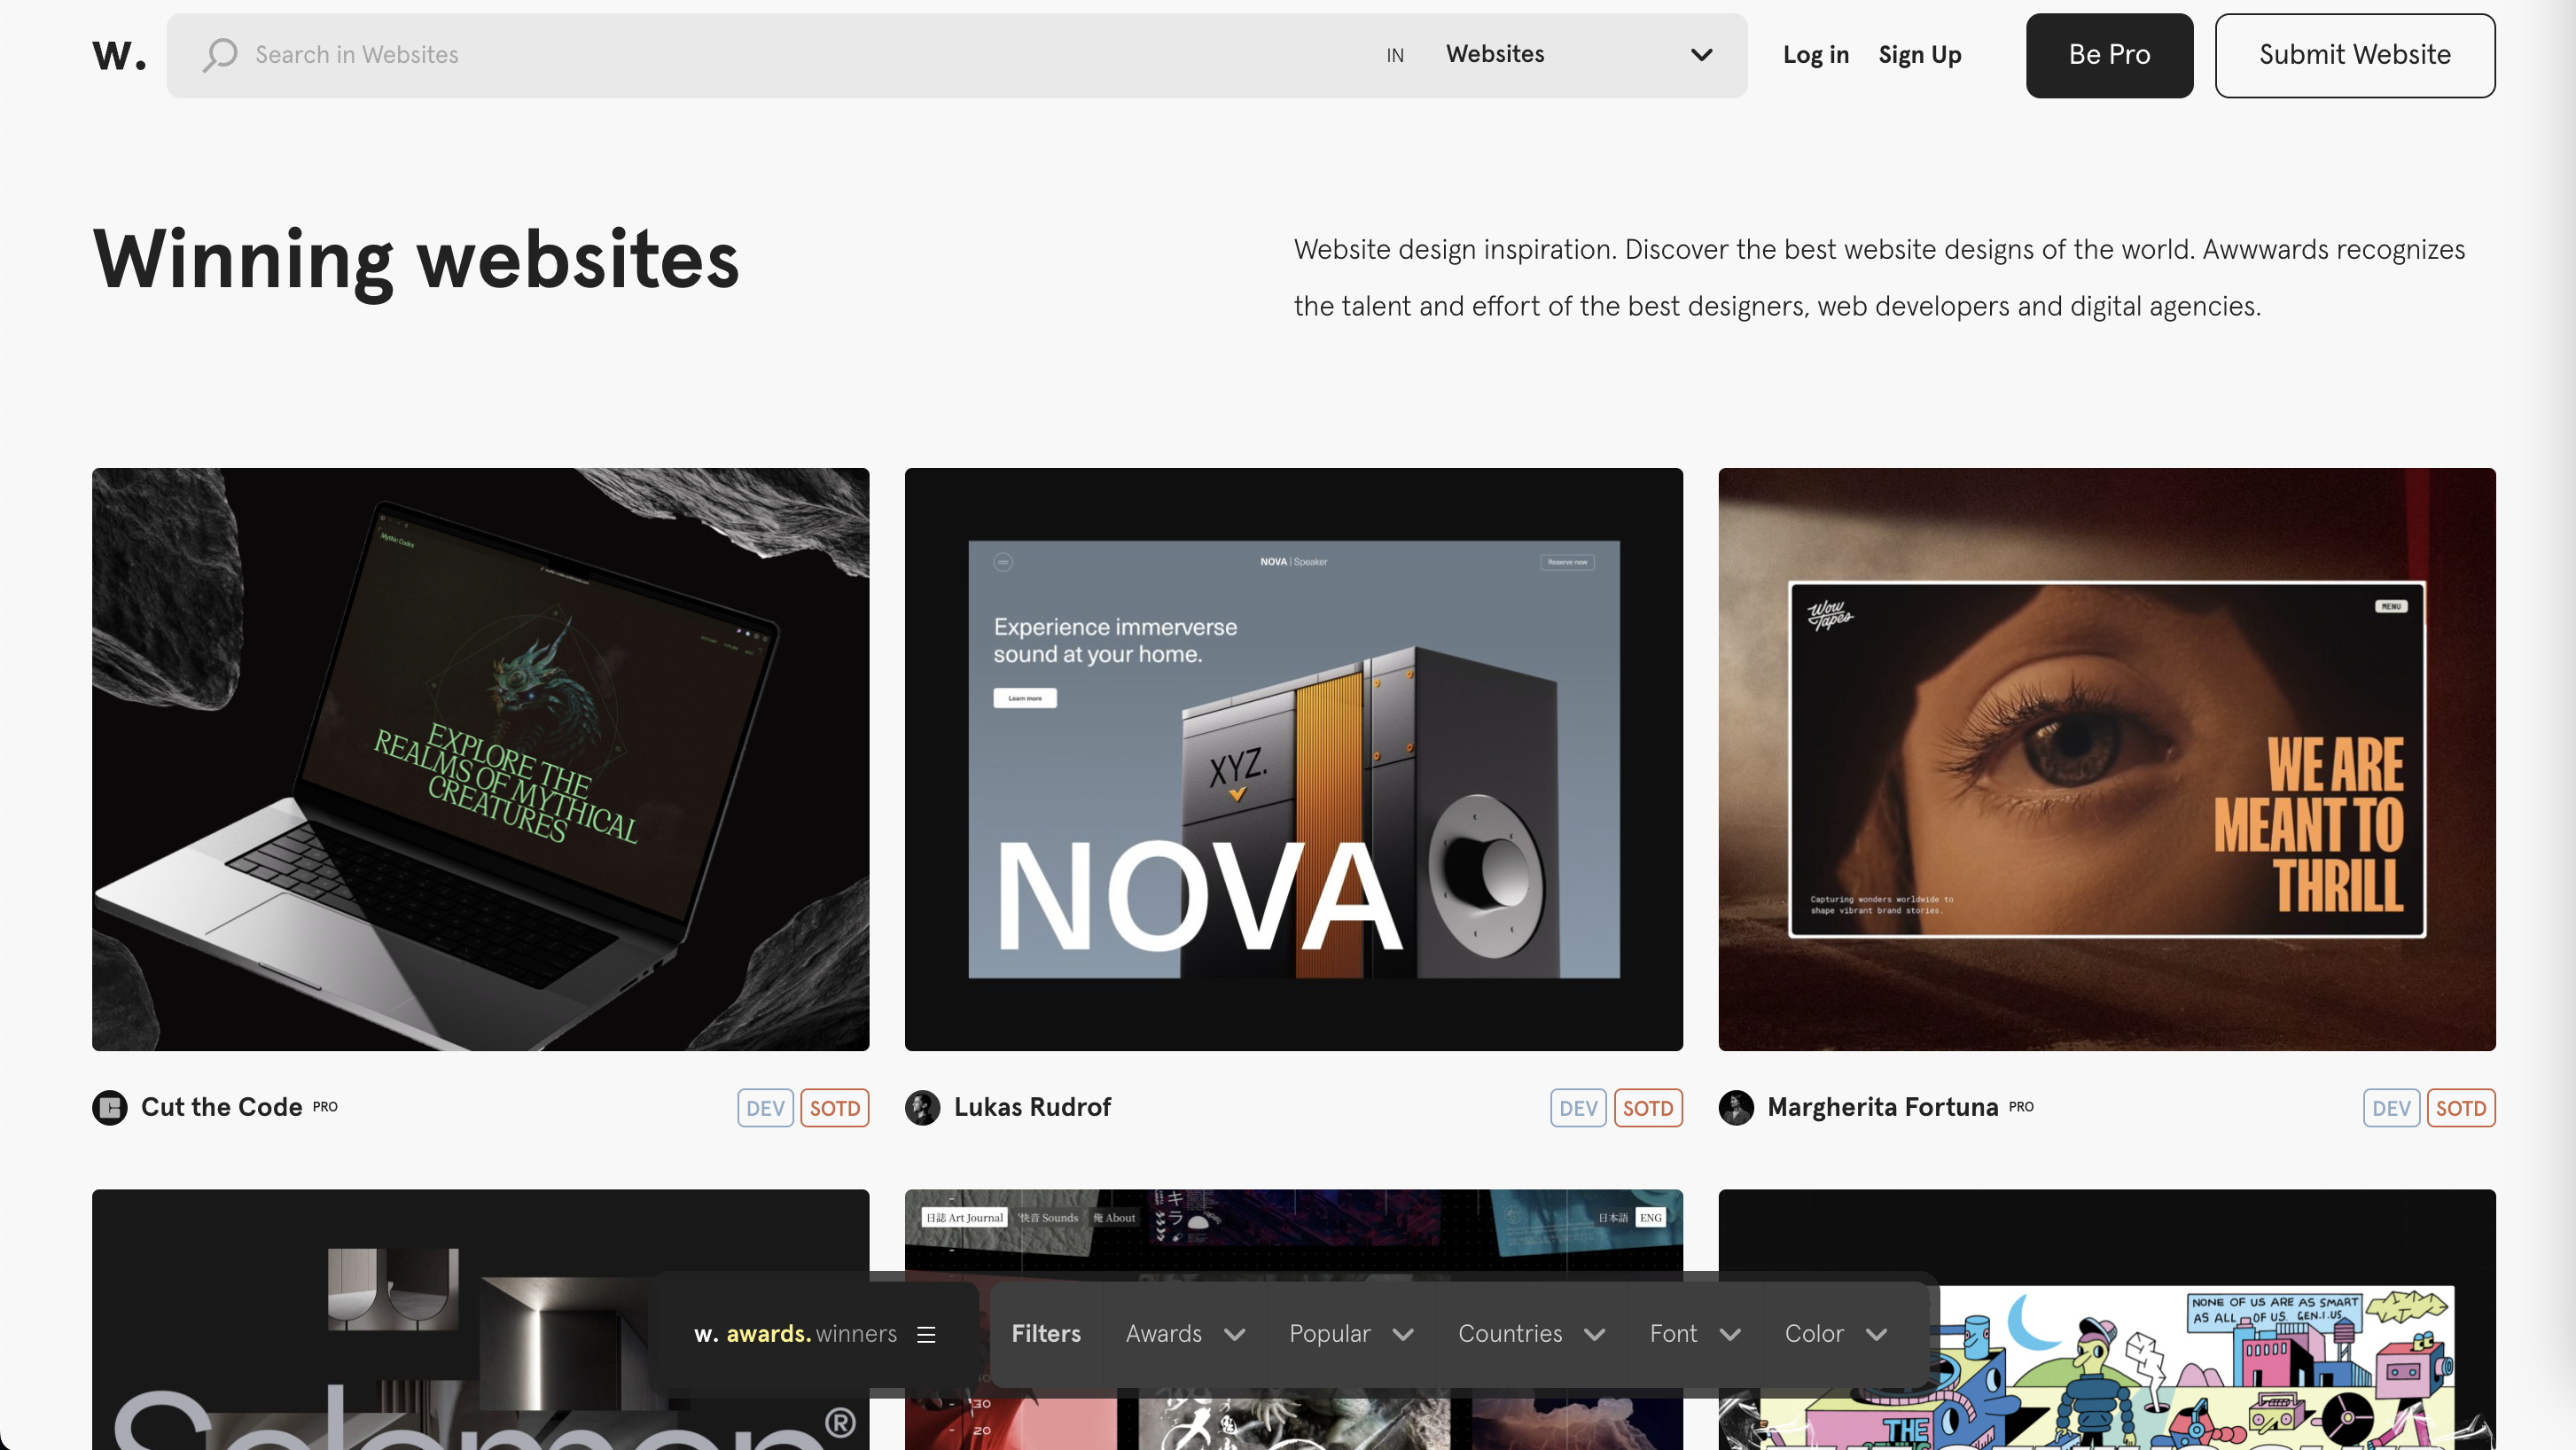 w.
Search in Websites
IN
Websites
Log in
Sign Up
Be Pro
Submit Website
Winning websites
Website design inspiration. Discover the best website designs of the world. Awwwards recognizes
the talent and effort of the best designers, web developers and digital agencies.
Mythic Codex
EXPLORE THE
REALMS OF MYTHICAL
CREATURES
NOVA | Speaker
Reserve now
Experience immerverse
sound at your home.
Learn more
XYZ.
NOVA
Wow
Tapes
MENU
WE ARE
MEANT TO
THRILL
Capturing wonders worldwide to
shape vibrant brand stories.
Cut the Code PRO
DEV
SOTD
Lukas Rudrof
DEV
SOTD
Margherita Fortuna PRO
DEV
SOTD
日誌 Art Journal
快音 Sounds
俺 About
キラ
日本語
ENG
NONE OF US ARE AS SMART
AS ALL OF US. GEN.I.US
w. awards. winners
Filters
Awards
Popular
Countries
Font
Color
®
30
20
THE